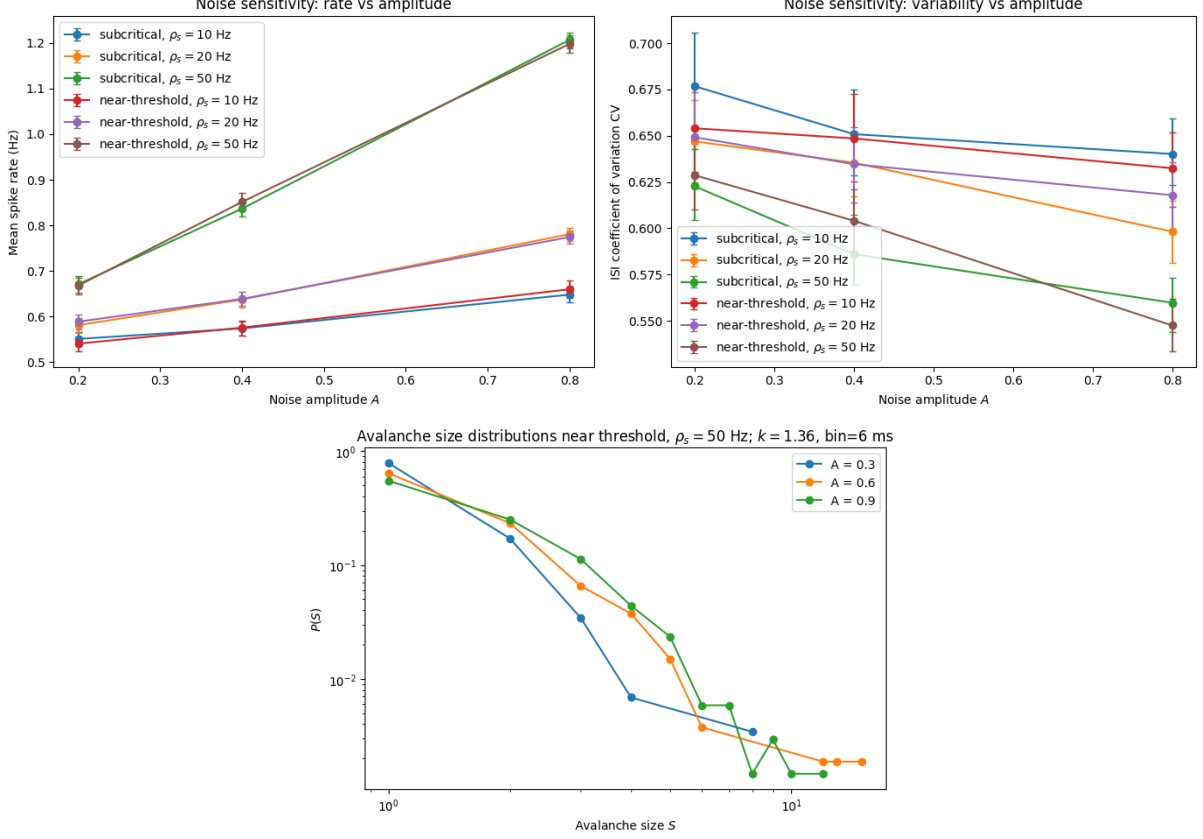 Noise sensitivity: rate vs amplitude
subcritical, ρₛ = 10 Hz
subcritical, ρₛ = 20 Hz
subcritical, ρₛ = 50 Hz
near-threshold, ρₛ = 10 Hz
near-threshold, ρₛ = 20 Hz
near-threshold, ρₛ = 50 Hz
Mean spike rate (Hz)
1.2
1.1
1.0
0.9
0.8
0.7
0.6
0.5
0.2
0.3
0.4
0.5
0.6
0.7
0.8
Noise amplitude A
Noise sensitivity: variability vs amplitude
ISI coefficient of variation CV
0.700
0.675
0.650
0.625
0.600
0.575
0.550
subcritical, ρₛ = 10 Hz
subcritical, ρₛ = 20 Hz
subcritical, ρₛ = 50 Hz
near-threshold, ρₛ = 10 Hz
near-threshold, ρₛ = 20 Hz
near-threshold, ρₛ = 50 Hz
0.2
0.3
0.4
0.5
0.6
0.7
0.8
Noise amplitude A
Avalanche size distributions near threshold, ρₛ = 50 Hz; k = 1.36, bin=6 ms
A = 0.3
A = 0.6
A = 0.9
P(S)
10⁰
10⁻¹
10⁻²
10⁰
10¹
Avalanche size S